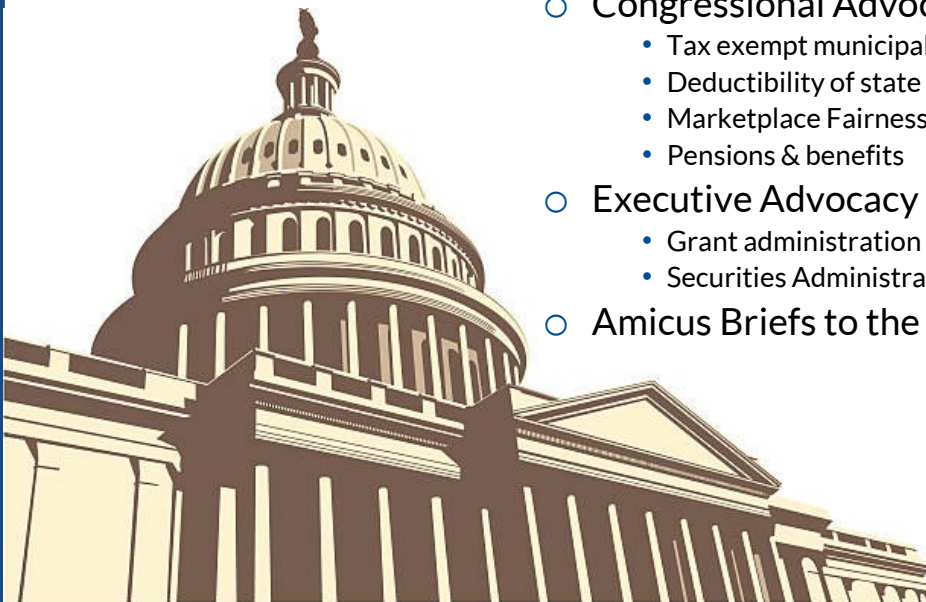 Congressional Advoc
Tax exempt municipal
Deductibility of state
Marketplace Fairness
Pensions & benefits
Executive Advocacy
Grant administration
Securities Administra
Amicus Briefs to the